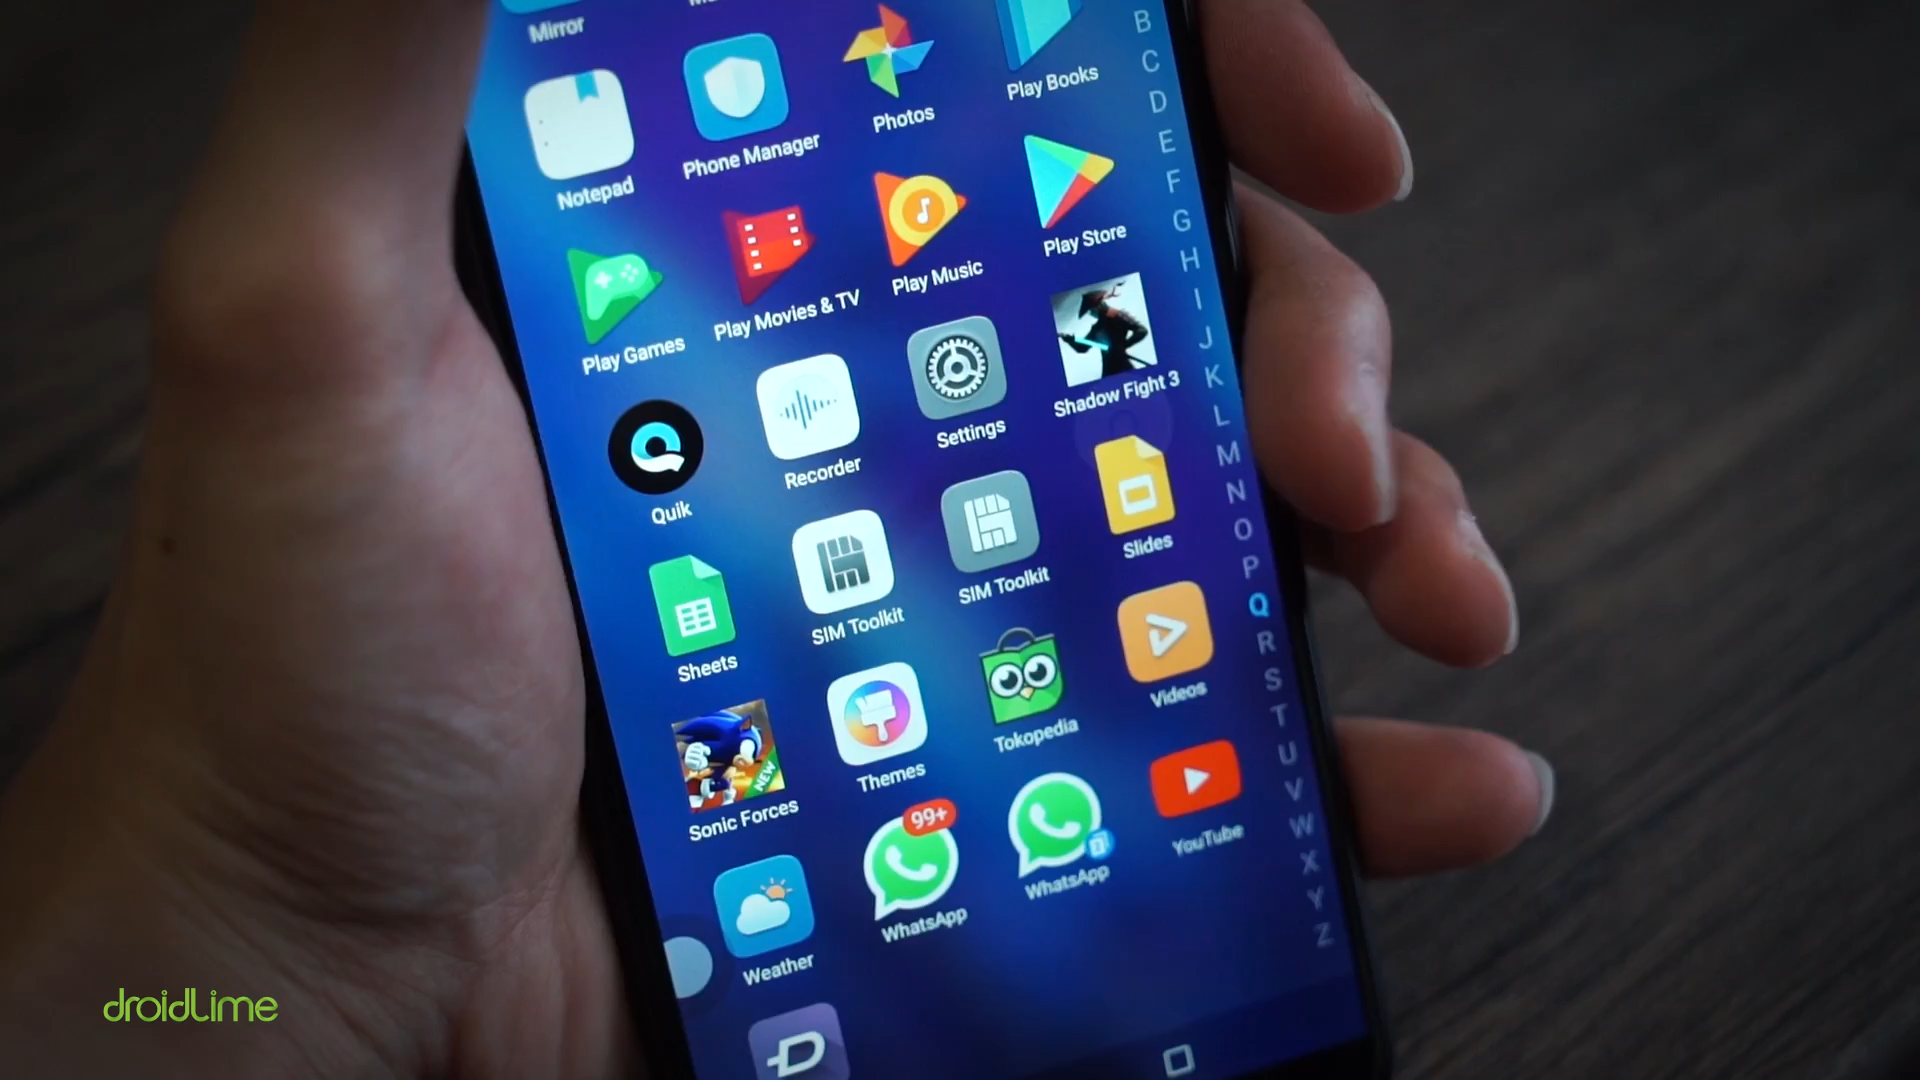 Mirror
Notepad
Phone Manager
Photos
Play Books
Play Games
Play Movies & TV
Play Music
Play Store
Quik
Recorder
Settings
Shadow Fight 3
Sheets
SIM Toolkit
SIM Toolkit
Slides
NEW
Sonic Forces
Themes
Tokopedia
Videos
Weather
99+
WhatsApp
WhatsApp
YouTube
B
C
D
E
F
G
H
I
J
K
L
M
N
O
P
Q
R
S
T
U
V
W
X
Y
Z
droidLime